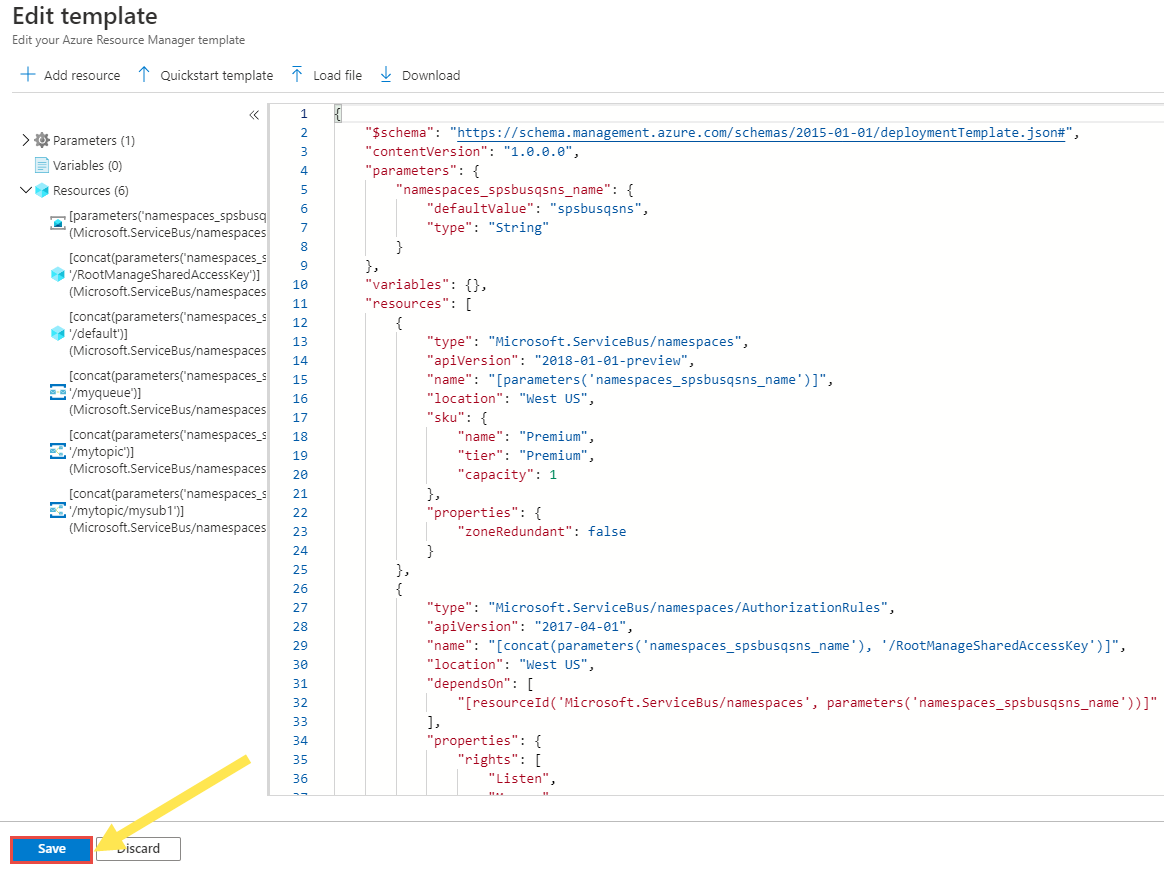 Edit template
Edit your Azure Resource Manager template
Add resource Quickstart template Load file Download
«
Parameters (1)
Variables (0)
Resources (6)
[parameters('namespaces_spsbusq
(Microsoft.ServiceBus/namespaces
[concat(parameters('namespaces_s
'/RootManageSharedAccessKey')]
(Microsoft.ServiceBus/namespaces
[concat(parameters('namespaces_s
'/default')]
(Microsoft.ServiceBus/namespaces
[concat(parameters('namespaces_s
'/myqueue')]
(Microsoft.ServiceBus/namespaces
[concat(parameters('namespaces_s
'/mytopic')]
(Microsoft.ServiceBus/namespaces
[concat(parameters('namespaces_s
'/mytopic/mysub1')]
(Microsoft.ServiceBus/namespaces
1 {
2 "$schema": "https://schema.management.azure.com/schemas/2015-01-01/deploymentTemplate.json#",
3 "contentVersion": "1.0.0.0",
4 "parameters": {
5 "namespaces_spsbusqsns_name": {
6 "defaultValue": "spsbusqsns",
7 "type": "String"
8 }
9 },
10 "variables": {},
11 "resources": [
12 {
13 "type": "Microsoft.ServiceBus/namespaces",
14 "apiVersion": "2018-01-01-preview",
15 "name": "[parameters('namespaces_spsbusqsns_name')]",
16 "location": "West US",
17 "sku": {
18 "name": "Premium",
19 "tier": "Premium",
20 "capacity": 1
21 },
22 "properties": {
23 "zoneRedundant": false
24 }
25 },
26 {
27 "type": "Microsoft.ServiceBus/namespaces/AuthorizationRules",
28 "apiVersion": "2017-04-01",
29 "name": "[concat(parameters('namespaces_spsbusqsns_name'), '/RootManageSharedAccessKey')]",
30 "location": "West US",
31 "dependsOn": [
32 "[resourceId('Microsoft.ServiceBus/namespaces', parameters('namespaces_spsbusqsns_name'))]"
33 ],
34 "properties": {
35 "rights": [
36 "Listen",
Save Discard